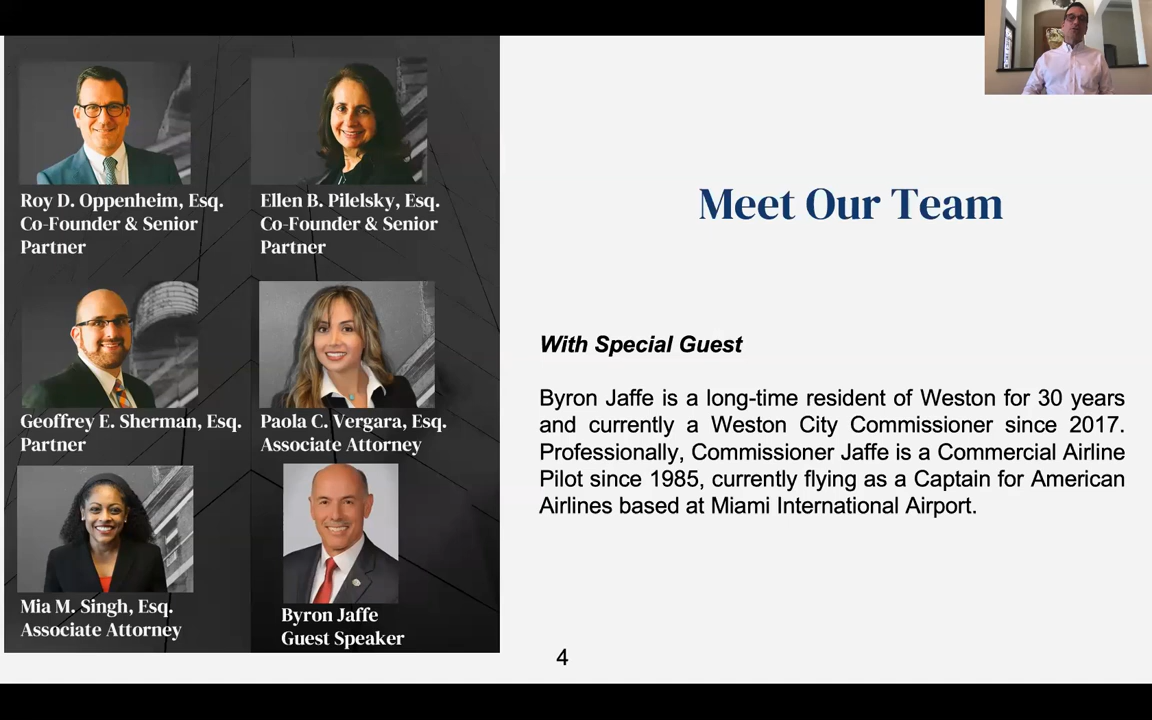 Roy D. Oppenheim, Esq.
Co-Founder & Senior
Partner
Ellen B. Pilelsky, Esq.
Co-Founder & Senior
Partner
Geoffrey E. Sherman, Esq.
Partner
Paola C. Vergara, Esq.
Associate Attorney
Mia M. Singh, Esq.
Associate Attorney
Byron Jaffe
Guest Speaker
Meet Our Team
With Special Guest
Byron Jaffe is a long-time resident of Weston for 30 years
and currently a Weston City Commissioner since 2017.
Professionally, Commissioner Jaffe is a Commercial Airline
Pilot since 1985, currently flying as a Captain for American
Airlines based at Miami International Airport.
4